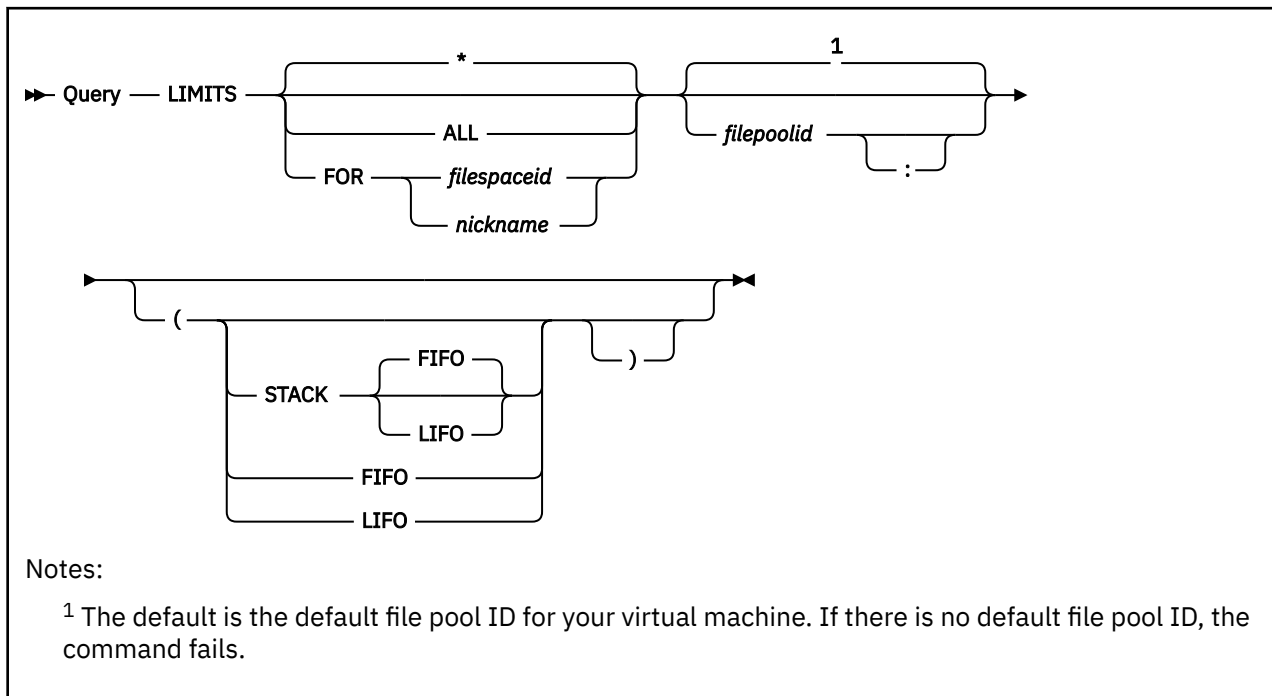 *
1
Query LIMITS
ALL
filepoolid
:
FOR filespaceid
nickname
(
FIFO
)
STACK
LIFO
FIFO
LIFO
Notes:
1 The default is the default file pool ID for your virtual machine. If there is no default file pool ID, the
command fails.